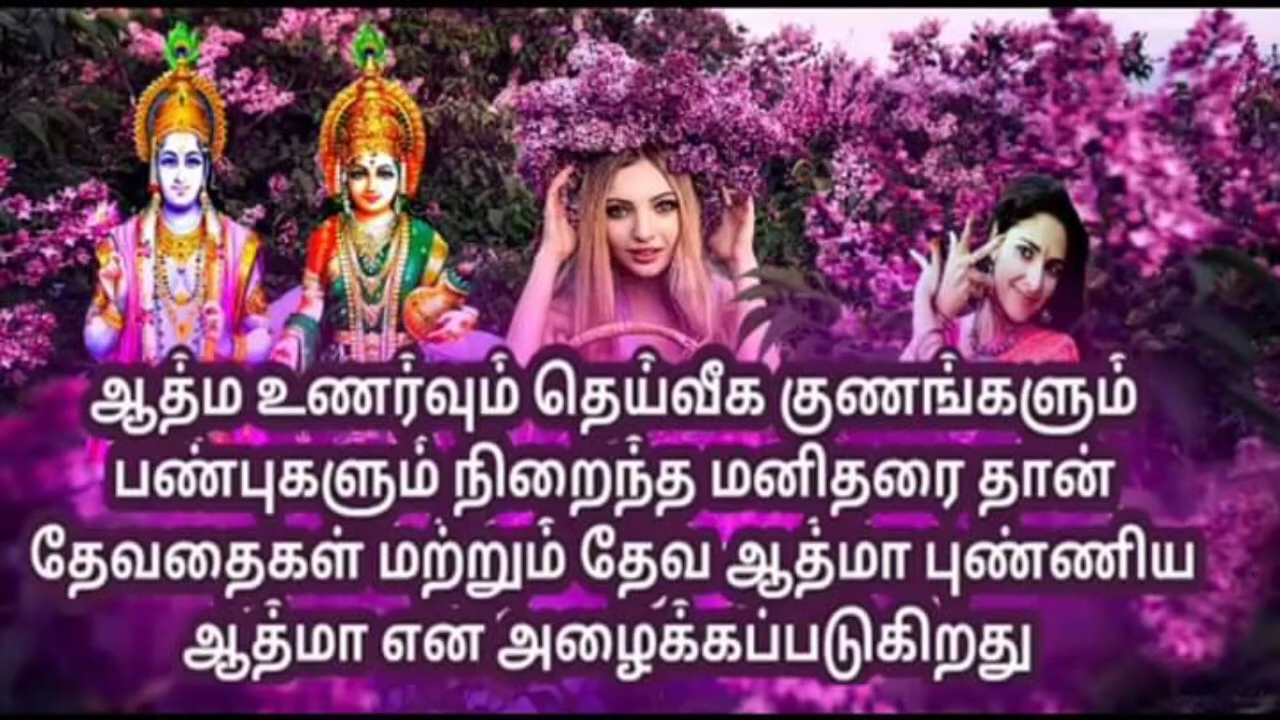 ஆத்ம உணர்வும் தெய்வீக குணங்களும்
பண்புகளும் நிறைந்த மனிதரை தான்
தேவதைகள் மற்றும் தேவ ஆத்மா புண்ணிய
ஆத்மா என அழைக்கப்படுகிறது